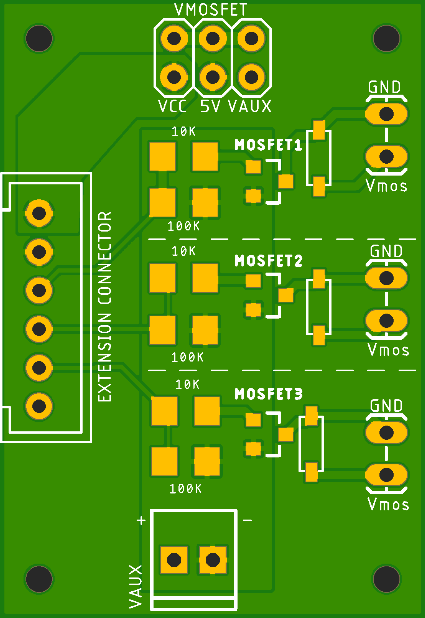 VMOSFET
VCC 5V VAUX
GND
10K
MOSFET1
Vmos
100K
EXTENSION CONNECTOR
10K
MOSFET2
GND
Vmos
100K
10K
MOSFET3
GND
100K
Vmos
+ -
VAUX